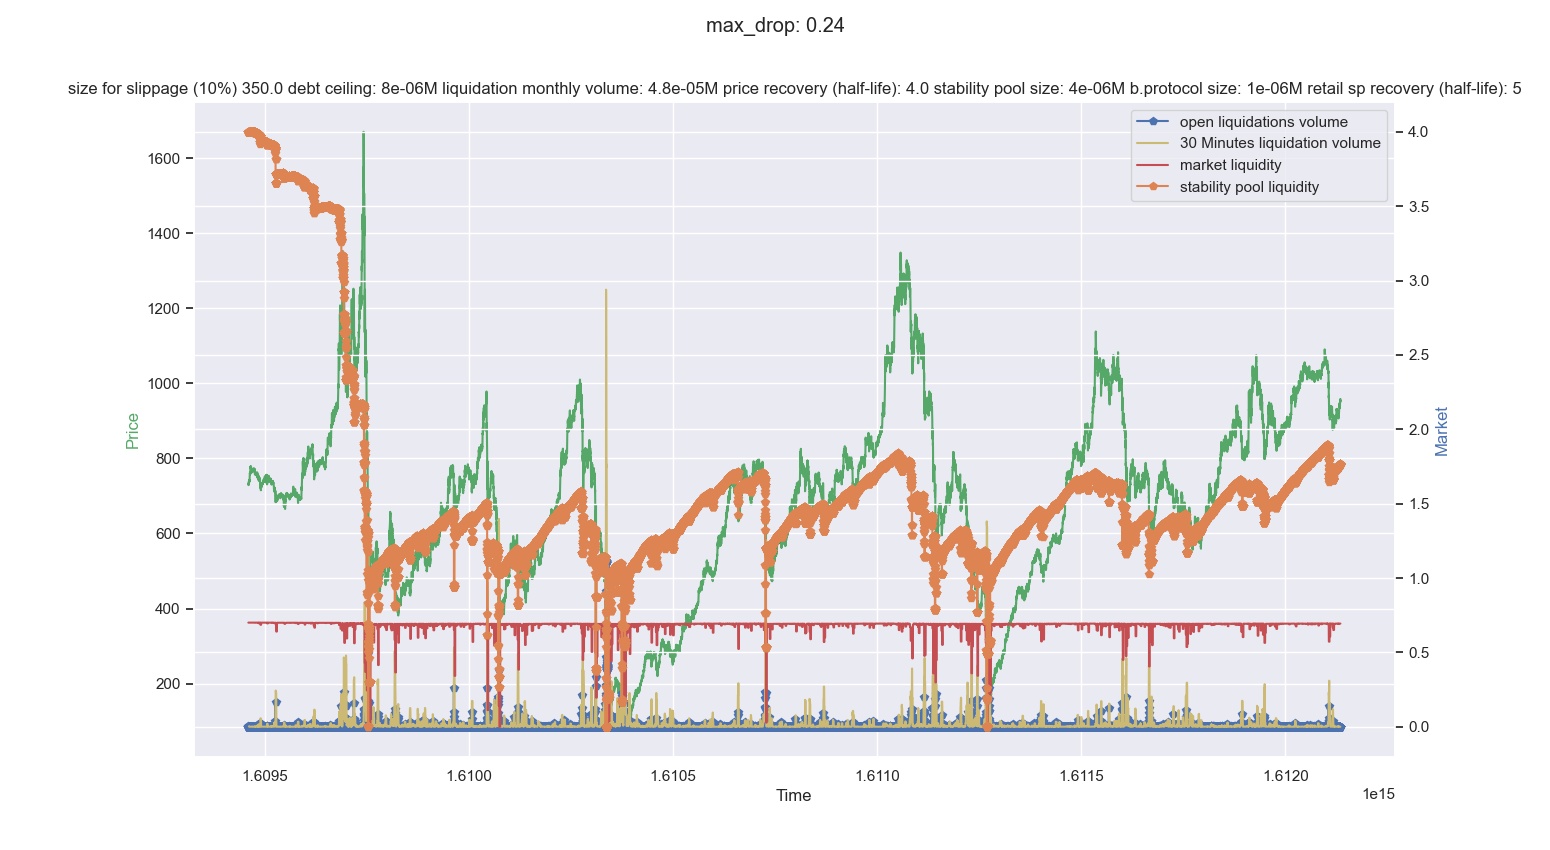 max_drop: 0.24
size for slippage (10%) 350.0 debt ceiling: 8e-06M liquidation monthly volume: 4.8e-05M price recovery (half-life): 4.0 stability pool size: 4e-06M b.protocol size: 1e-06M retail sp recovery (half-life): 5
open liquidations volume
30 Minutes liquidation volume
market liquidity
stability pool liquidity
1600
1400
1200
1000
800
600
400
200
Price
4.0
3.5
3.0
2.5
2.0
1.5
1.0
0.5
0.0
Market
1.6095
1.6100
1.6105
1.6110
1.6115
1.6120
Time
1e15